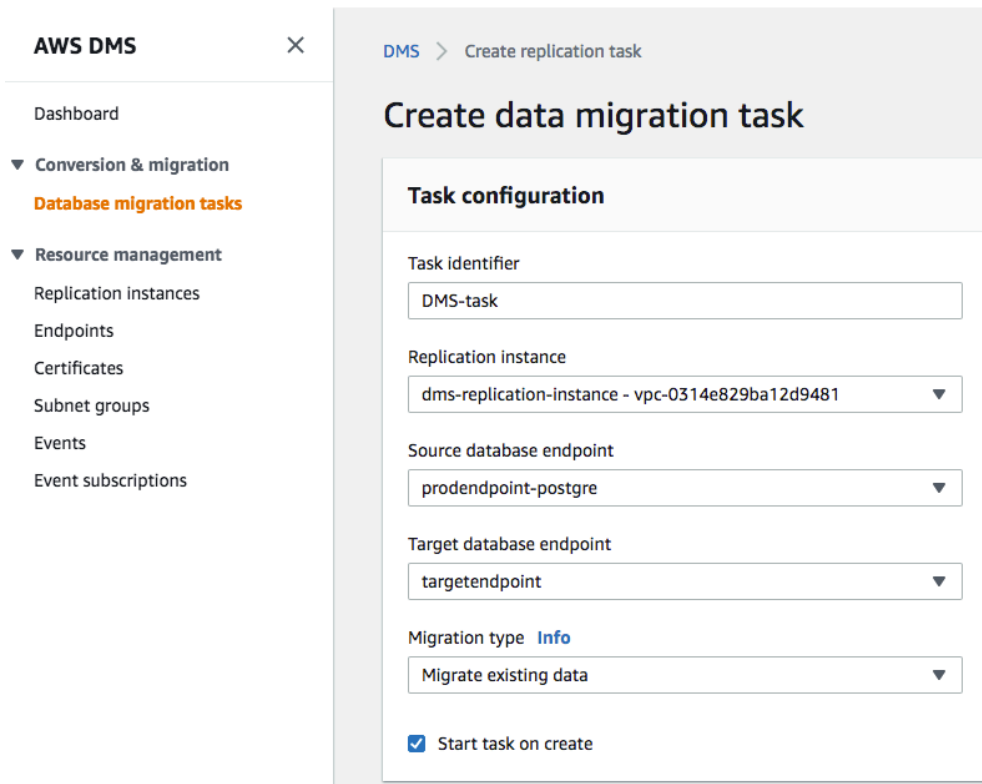 AWS DMS
Dashboard
Conversion & migration
Database migration tasks
Resource management
Replication instances
Endpoints
Certificates
Subnet groups
Events
Event subscriptions
DMS > Create replication task
Create data migration task
Task configuration
Task identifier
DMS-task
Replication instance
dms-replication-instance - vpc-0314e829ba12d9481
Source database endpoint
prodendpoint-postgre
Target database endpoint
targetendpoint
Migration type Info
Migrate existing data
Start task on create